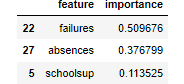 feature importance
22 failures 0.509676
27 absences 0.376799
5 schoolsup 0.113525